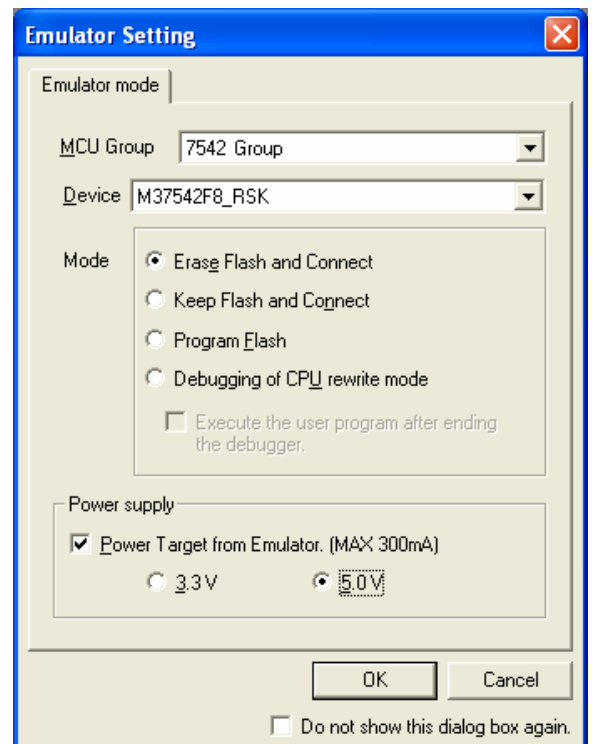 Emulator Setting
Emulator mode
MCU Group
7542 Group
Device
M37542F8_RSK
Mode
Erase Flash and Connect
Keep Flash and Connect
Program Flash
Debugging of CPU rewrite mode
Execute the user program after ending
the debugger.
Power supply
Power Target from Emulator. (MAX 300mA)
3.3 V
5.0 V
OK
Cancel
Do not show this dialog box again.